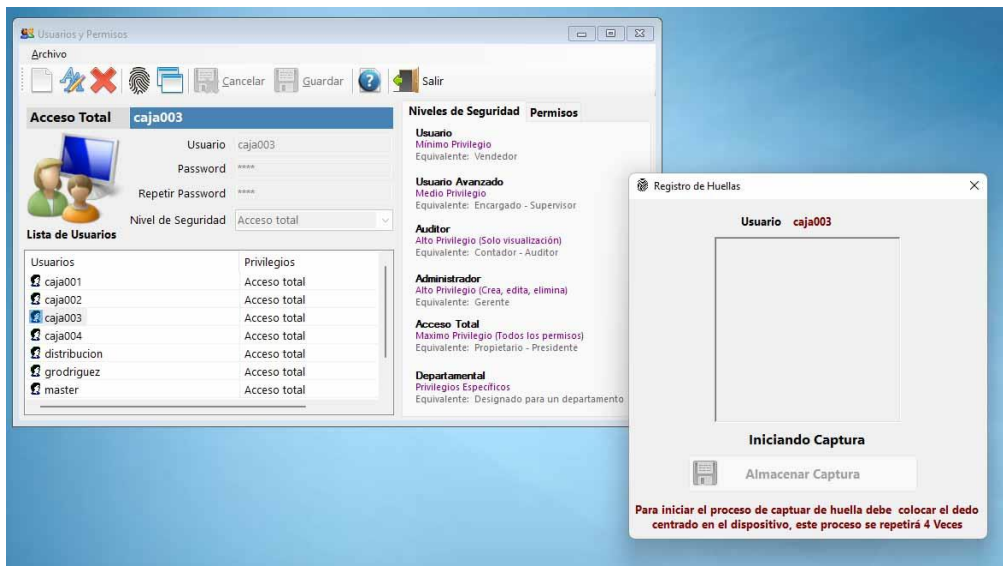 Usuarios y Permisos
Archivo
Cancelar Guardar Salir
Acceso Total caja003
Usuario caja003
Password ****
Repetir Password ****
Nivel de Seguridad Acceso total
Lista de Usuarios
Usuarios Privilegios
caja001 Acceso total
caja002 Acceso total
caja003 Acceso total
caja004 Acceso total
distribucion Acceso total
grodriguez Acceso total
master Acceso total
Niveles de Seguridad Permisos
Usuario
Mínimo Privilegio
Equivalente: Vendedor
Usuario Avanzado
Medio Privilegio
Equivalente: Encargado - Supervisor
Auditor
Alto Privilegio (Solo visualización)
Equivalente: Contador - Auditor
Administrador
Alto Privilegio (Crea, edita, elimina)
Equivalente: Gerente
Acceso Total
Maximo Privilegio (Todos los permisos)
Equivalente: Propietario - Presidente
Departamental
Privilegios Específicos
Equivalente: Designado para un departamento
Registro de Huellas
Usuario caja003
Iniciando Captura
Almacenar Captura
Para iniciar el proceso de captuar de huella debe colocar el dedo
centrado en el dispositivo, este proceso se repetirá 4 Veces